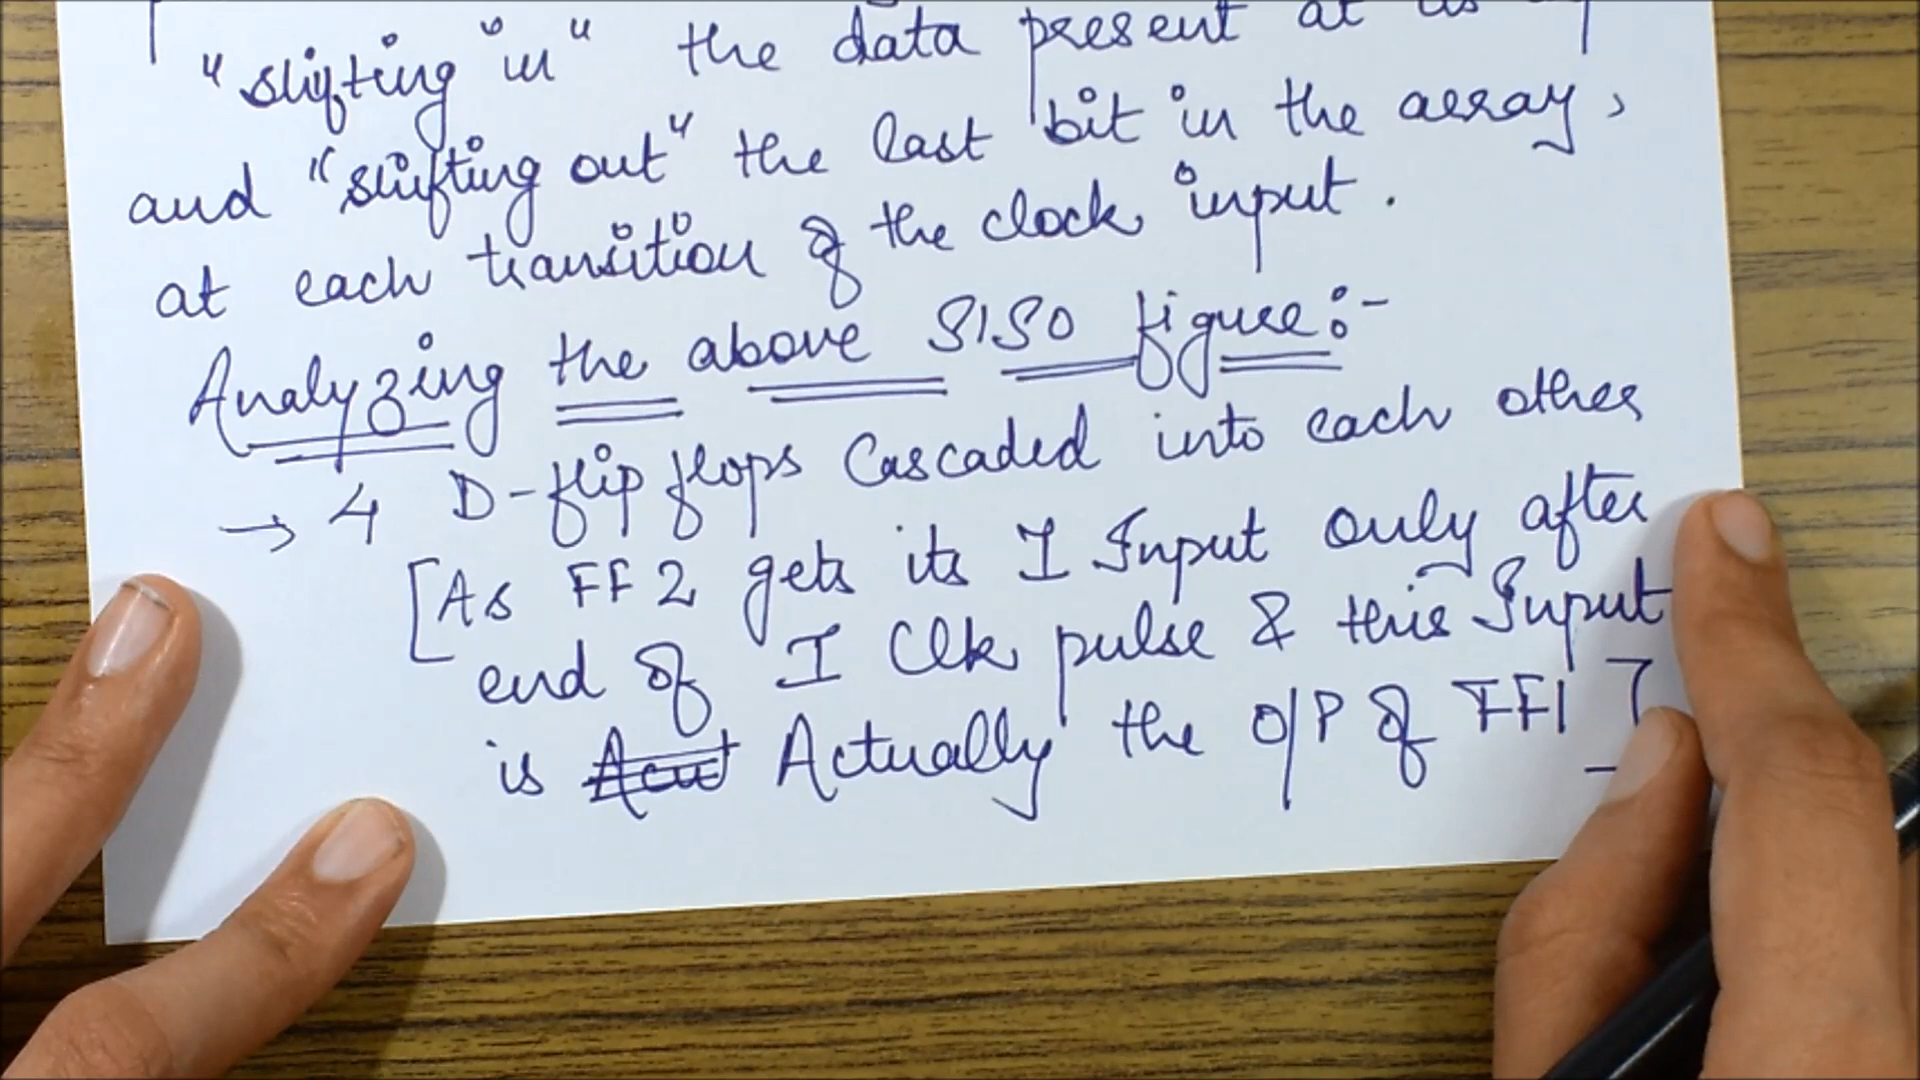 "shifting in" the data present at its
and "shifting out" the last bit in the array,
at each transition of the clock input.
Analyzing the above SISO figure:-
→ 4 D-flip flops Cascaded into each other
[As FF2 gets its I Input only after
end of I Clk pulse & this Input
is Actually the O/P of FF1]